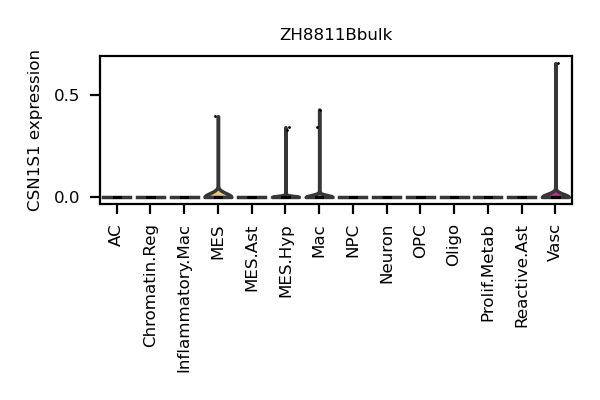 ZH8811Bbulk
CSN1S1 expression
0.5
0.0
AC
Chromatin.Reg
Inflammatory.Mac
MES
MES.Ast
MES.Hyp
Mac
NPC
Neuron
OPC
Oligo
Prolif.Metab
Reactive.Ast
Vasc